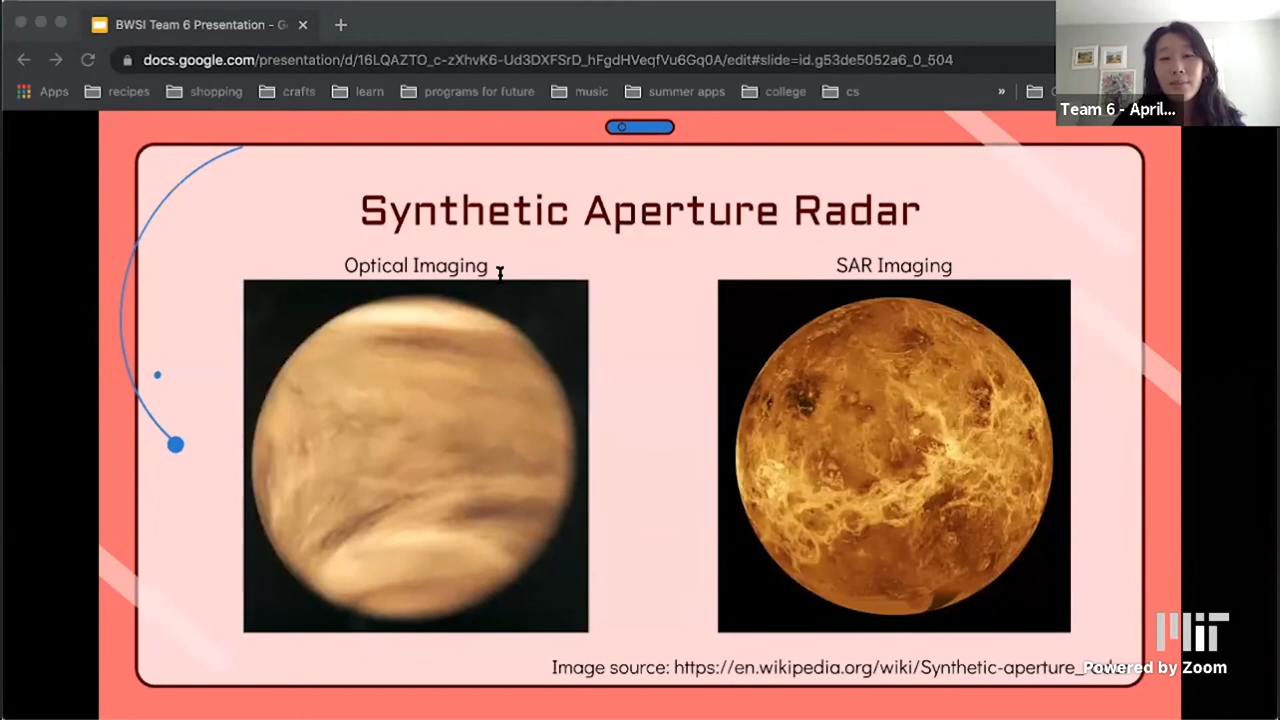 BWSI Team 6 Presentation - G
docs.google.com/presentation/d/16LQAZTO_c-zXhvK6-Ud3DXFSrD_hFgdHVeqfVu6Gq0A/edit#slide=id.g53de5052a6_0_504
Apps recipes shopping crafts learn programs for future music summer apps college cs »
Team 6 - April...
Synthetic Aperture Radar
Optical Imaging
SAR Imaging
Image source: https://en.wikipedia.org/wiki/Synthetic-aperture_radar
MIT
Powered by Zoom